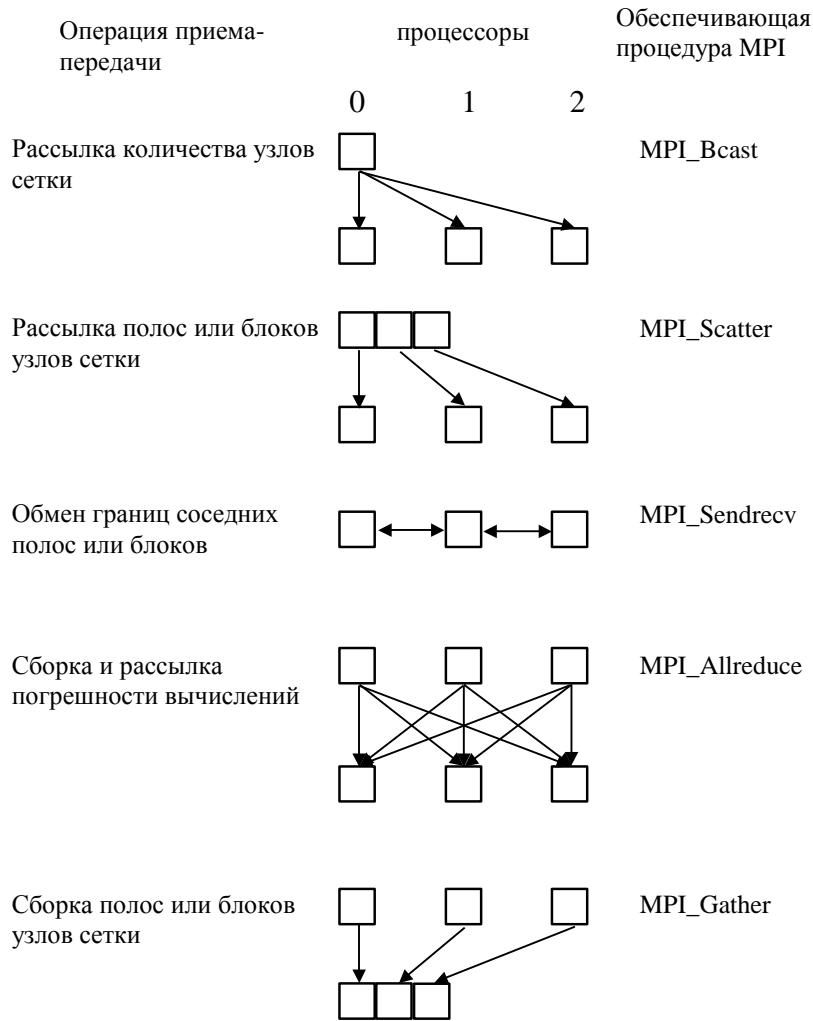 Операция приема-
передачи
процессоры
Обеспечивающая
процедура MPI
0 1 2
Рассылка количества узлов
сетки
MPI_Bcast
Рассылка полос или блоков
узлов сетки
MPI_Scatter
Обмен границ соседних
полос или блоков
MPI_Sendrecv
Сборка и рассылка
погрешности вычислений
MPI_Allreduce
Сборка полос или блоков
узлов сетки
MPI_Gather